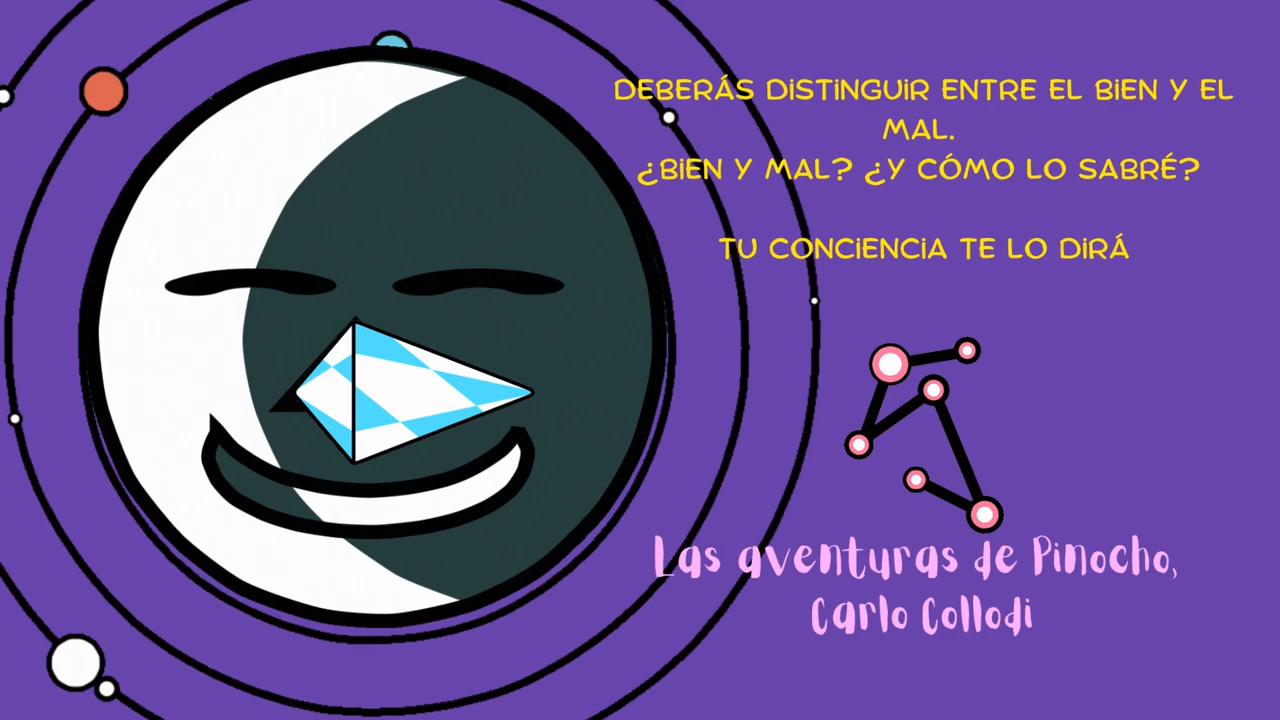 DEBERÁS DISTINGUIR ENTRE EL BIEN Y EL
MAL.
¿BIEN Y MAL? ¿Y CÓMO LO SABRÉ?
TU CONCIENCIA TE LO DIRÁ
Las aventuras de Pinocho,
Carlo Collodi